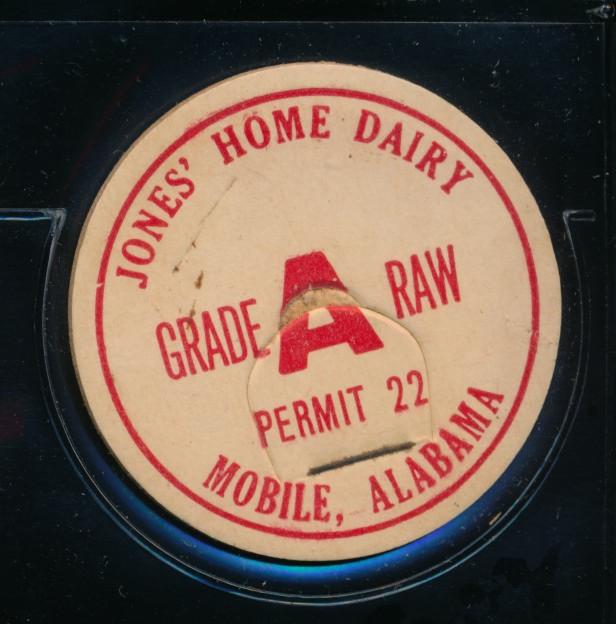 JONES' HOME DAIRY
GRADE A RAW
PERMIT 22
MOBILE, ALABAMA